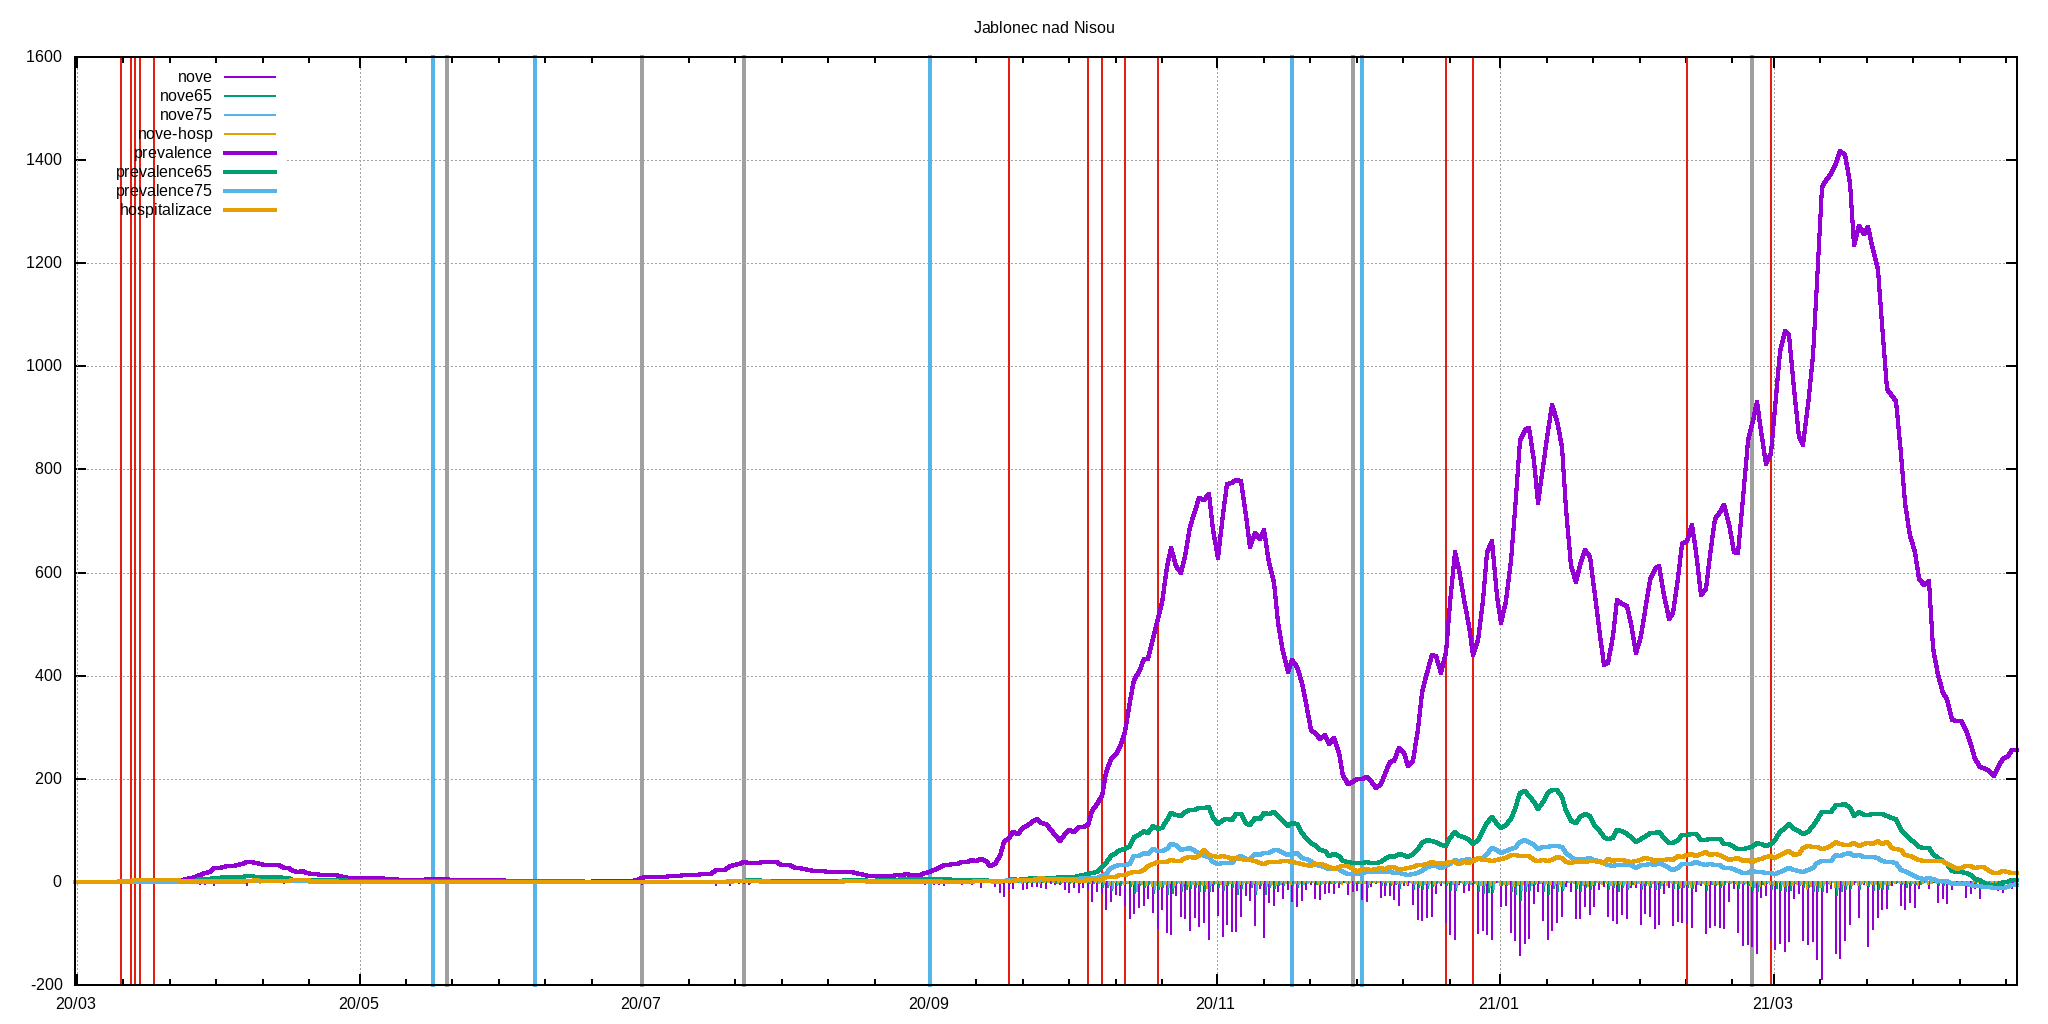 Jablonec nad Nisou
1600
1400
1200
1000
800
600
400
200
0
-200
nove
nove65
nove75
nove-hosp
prevalence
prevalence65
prevalence75
hospitalizace
20/03 20/05 20/07 20/09 20/11 21/01 21/03